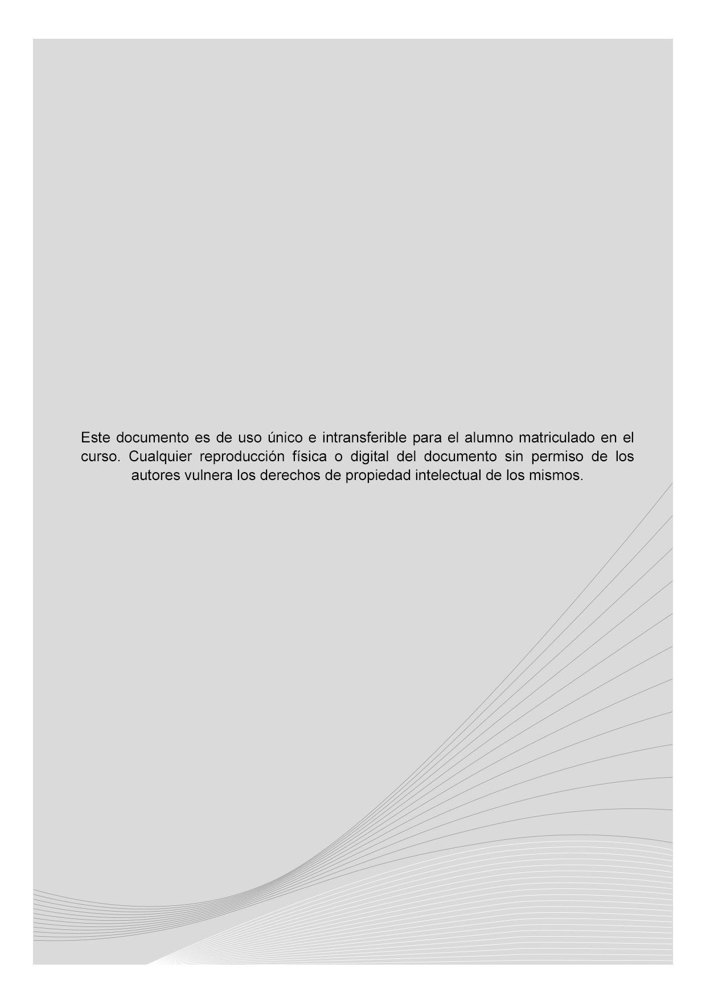 Este documento es de uso único e intransferible para el alumno matriculado en el
curso. Cualquier reproducción física o digital del documento sin permiso de los
autores vulnera los derechos de propiedad intelectual de los mismos.